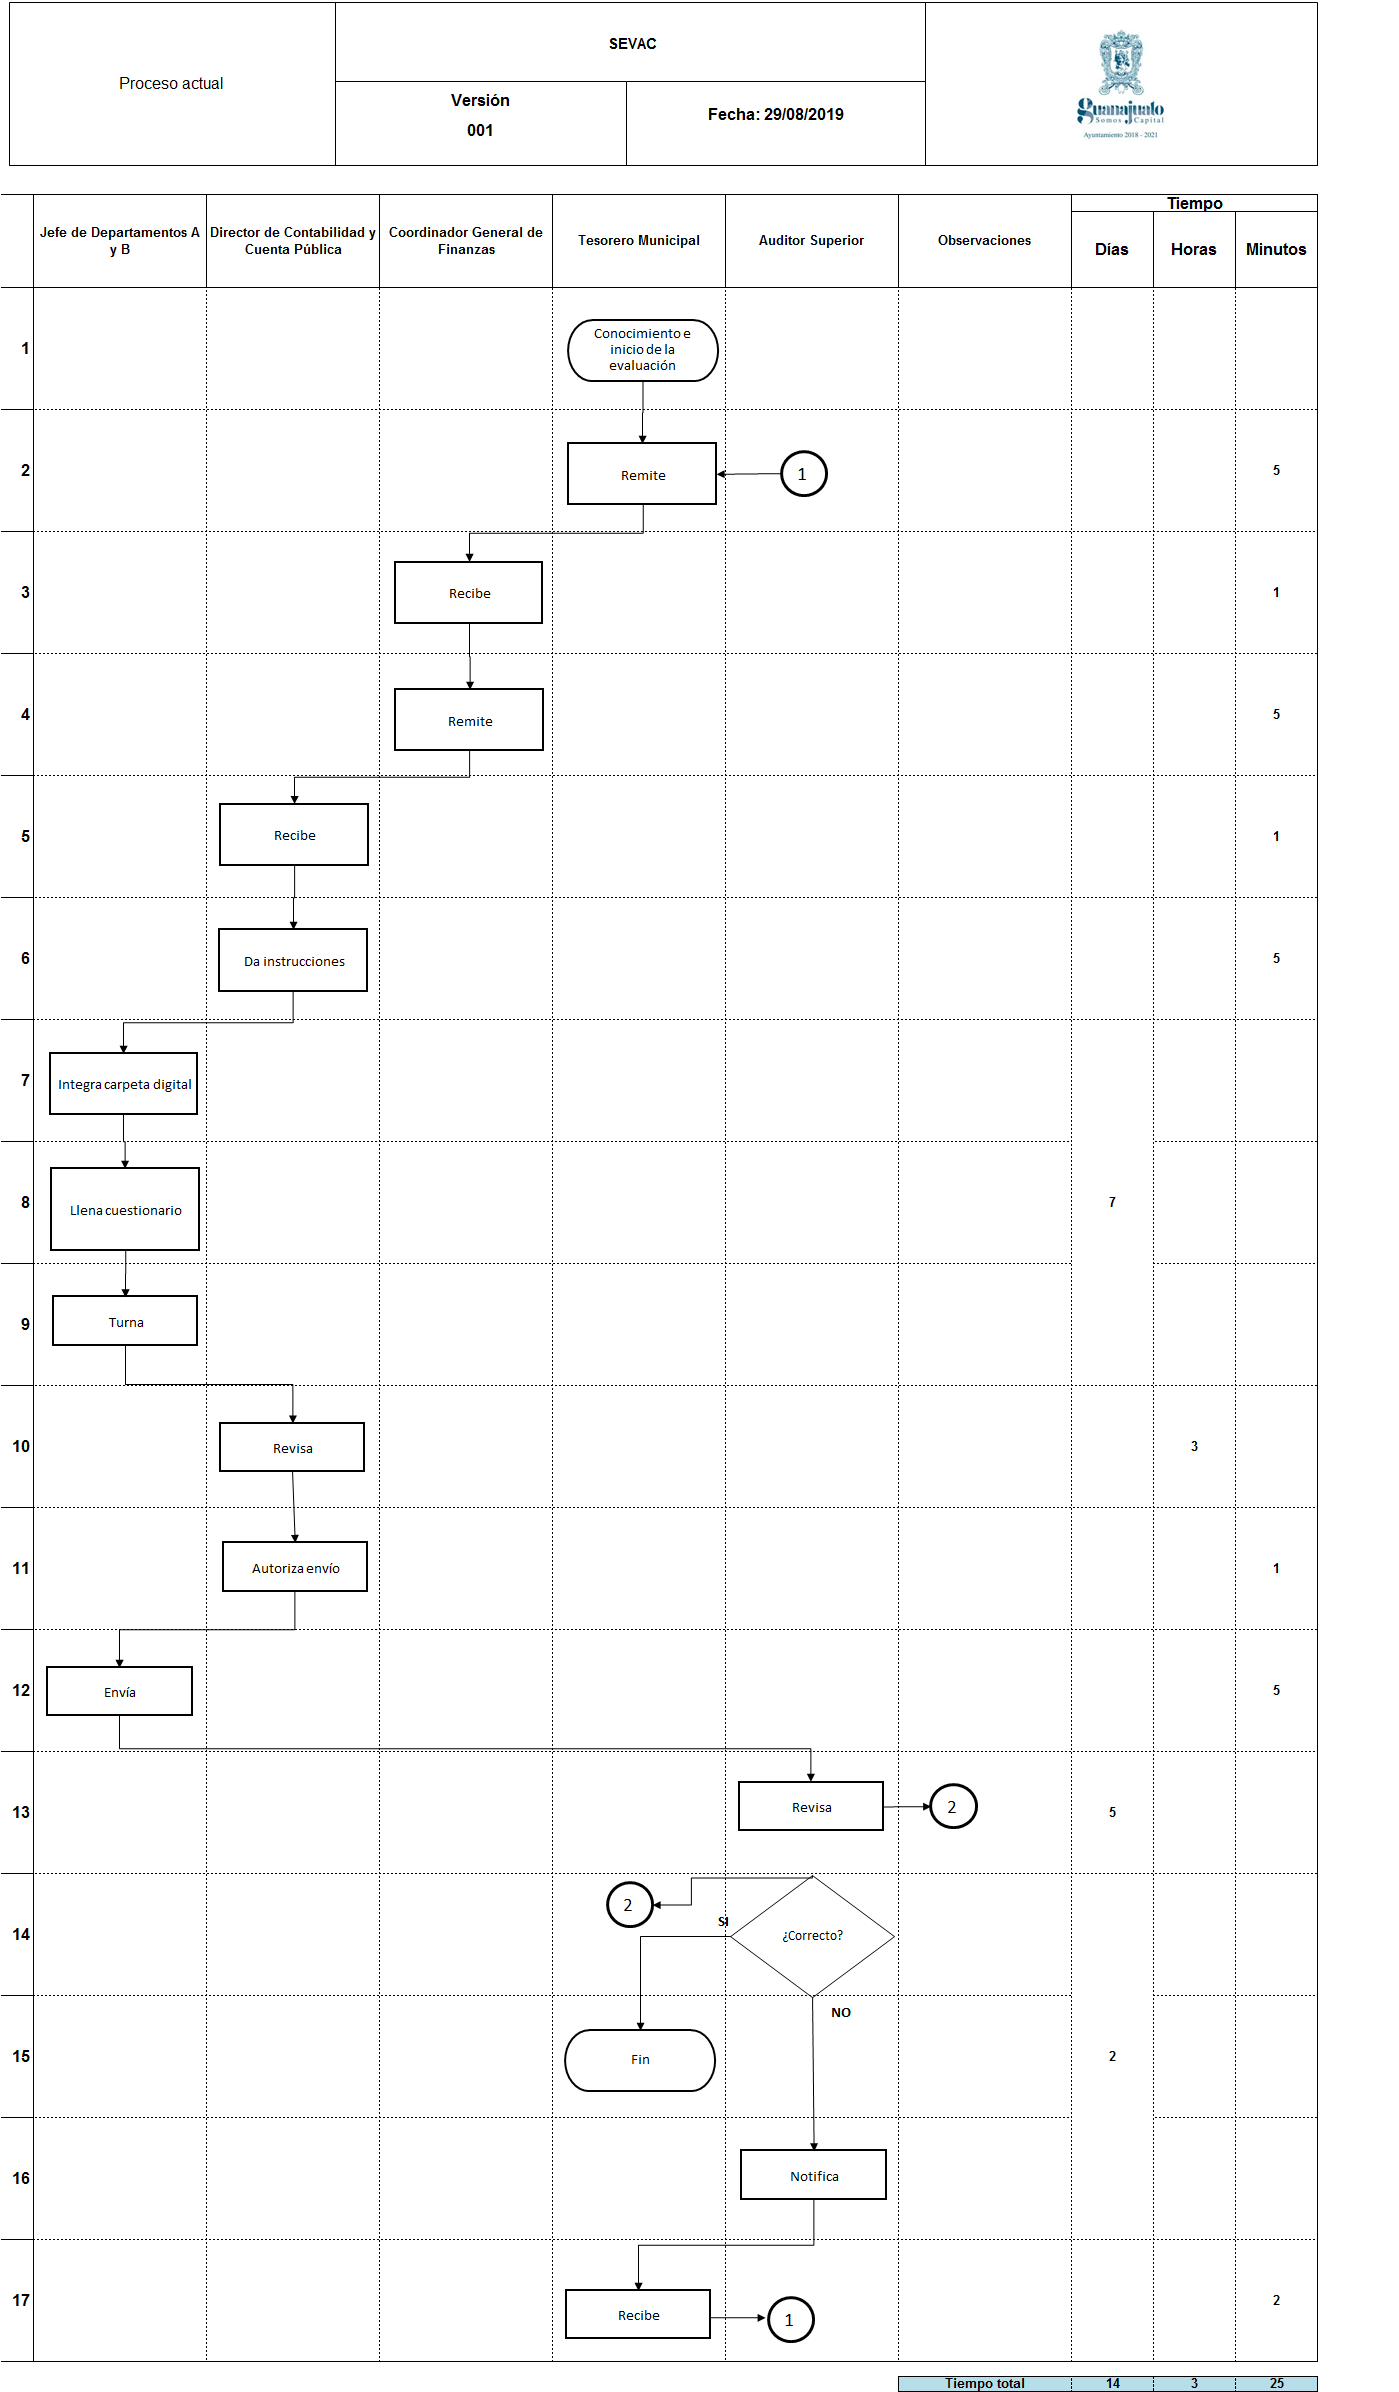 Proceso actual
SEVAC
Versión
001
Fecha: 29/08/2019
Guanajuato
Somos Capital
Ayuntamiento 2018 - 2021
Jefe de Departamentos A
y B
Director de Contabilidad y
Cuenta Pública
Coordinador General de
Finanzas
Tesorero Municipal
Auditor Superior
Observaciones
Tiempo
Días
Horas
Minutos
1
Conocimiento e
inicio de la
evaluación
2
Remite
1
5
3
Recibe
1
4
Remite
5
5
Recibe
1
6
Da instrucciones
5
7
Integra carpeta digital
8
Llena cuestionario
7
9
Turna
10
Revisa
3
11
Autoriza envío
1
12
Envía
5
13
Revisa
2
5
14
2
SI
¿Correcto?
NO
15
Fin
2
16
Notifica
17
Recibe
1
2
Tiempo total
14
3
25